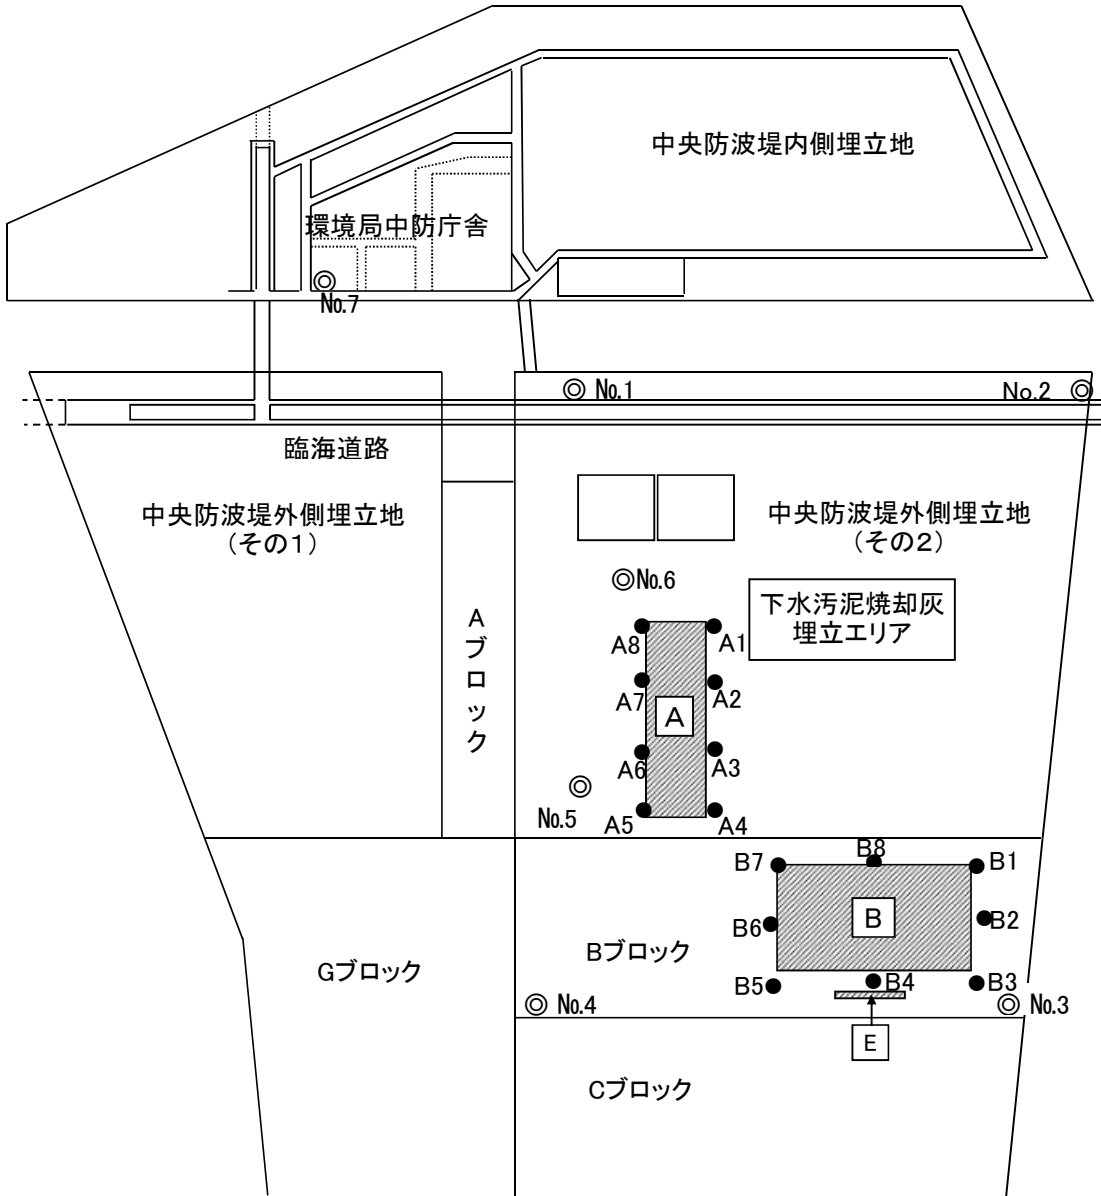 中央防波堤内側埋立地
環境局中防庁舎
No.7
No.1
No.2
臨海道路
中央防波堤外側埋立地
(その1)
中央防波堤外側埋立地
(その2)
No.6
下水汚泥焼却灰
埋立エリア
Aブロック
A8
A1
A7
A2
A
A6
A3
No.5
A5
A4
B7
B8
B1
B6
B
B2
Bブロック
Gブロック
B5
B4
B3
No.4
No.3
E
Cブロック